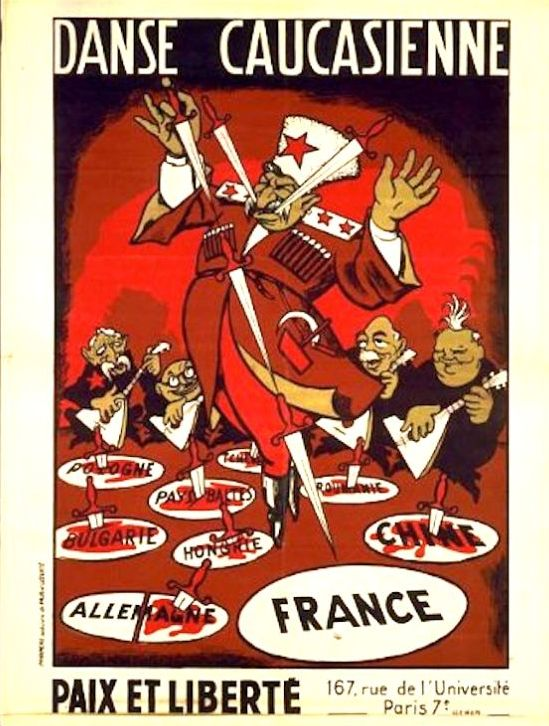 DANSE CAUCASIENNE
POLOGNE
PAYS BALTES
ROUMANIE
BULGARIE
HONGRIE
CHINE
ALLEMAGNE
FRANCE
PAIX ET LIBERTÉ
167, rue de l'Université
Paris 7ᵉ